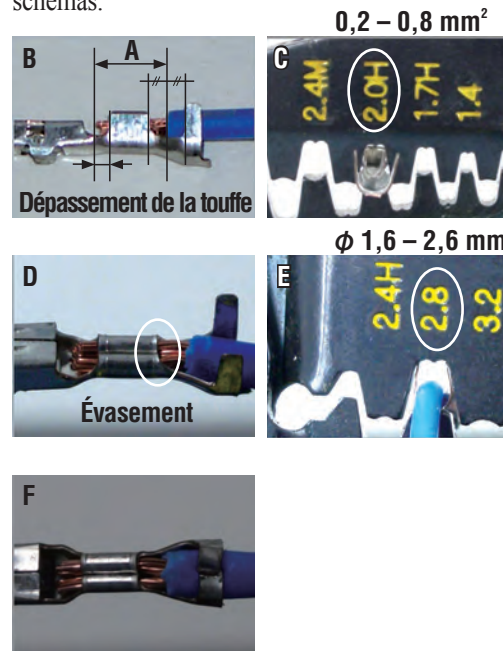 schémas.
0,2 – 0,8 mm²
B
A
Dépassement de la touffe
C
2.4M
2.0H
1.7H
1.4
ϕ 1,6 – 2,6 mm
D
Évasement
E
2.4H
2.8
3.2
F